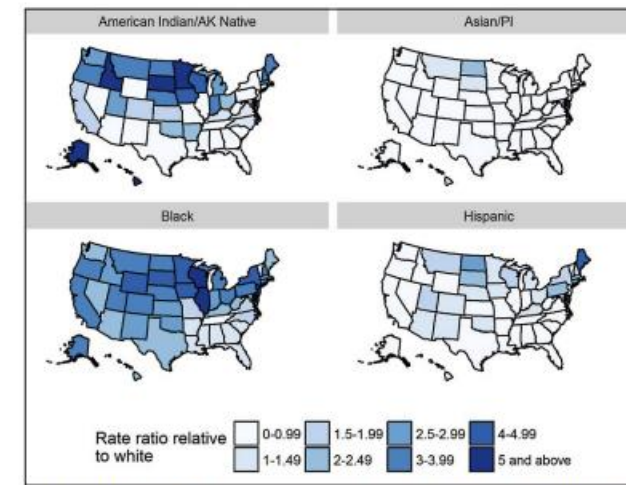 American Indian/AK Native
Asian/PI
Black
Hispanic
Rate ratio relative
to white
0-0.99
1.5-1.99
2.5-2.99
4-4.99
1-1.49
2-2.49
3-3.99
5 and above